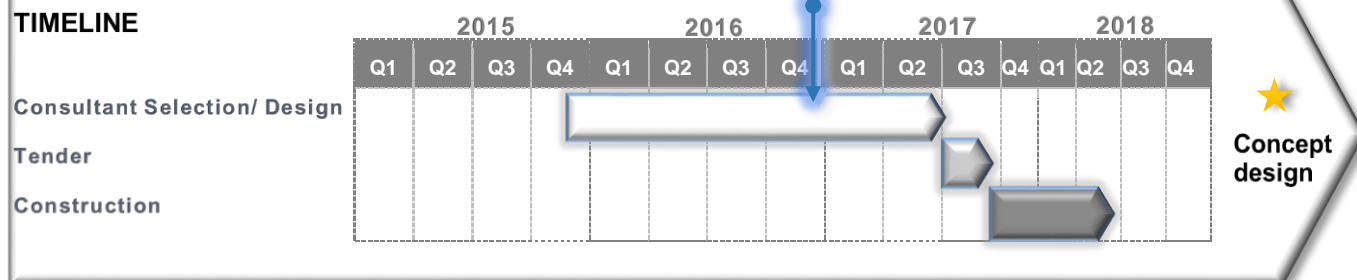 TIMELINE
2015 2016 2017 2018
Q1 Q2 Q3 Q4 Q1 Q2 Q3 Q4 Q1 Q2 Q3 Q4 Q1 Q2 Q3 Q4
Consultant Selection/ Design
Tender
Construction
Concept
design